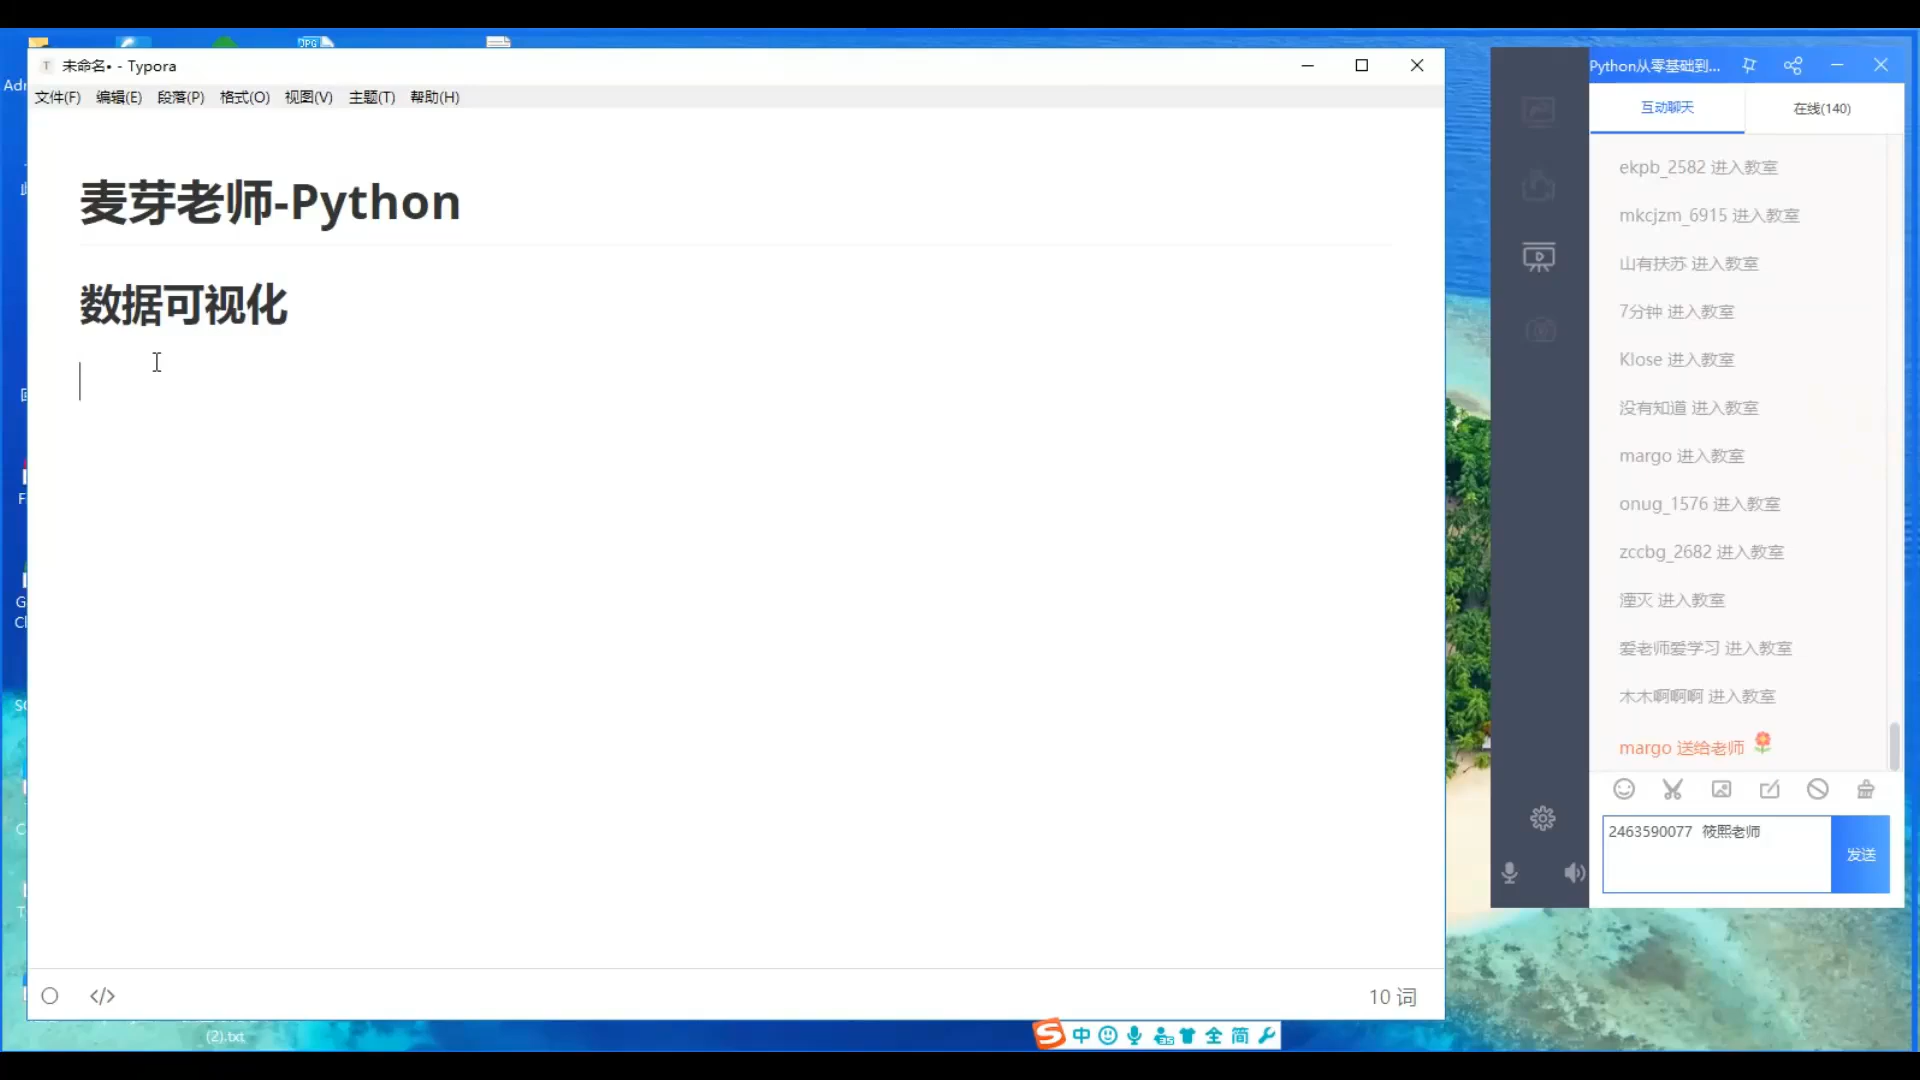 JPG
未命名• - Typora
文件(F) 编辑(E) 段落(P) 格式(O) 视图(V) 主题(T) 帮助(H)
麦芽老师-Python
数据可视化
10 词
(2).txt
中 简 全
Python从零基础到...
互动聊天 在线(140)
ekpb_2582 进入教室
mkcjzm_6915 进入教室
山有扶苏 进入教室
7分钟 进入教室
Klose 进入教室
没有知道 进入教室
margo 进入教室
onug_1576 进入教室
zccbg_2682 进入教室
湮灭 进入教室
爱老师爱学习 进入教室
木木啊啊啊 进入教室
margo 送给老师
2463590077 筱熙老师
发送